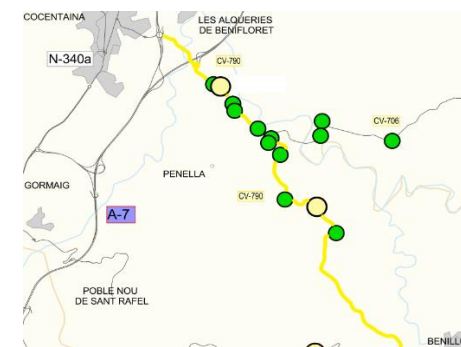 COCENTAINA
LES ALQUERIES
DE BENIFLORET
N-340a
CV-790
CV-706
PENELLA
GORMAIG
CV-790
A-7
POBLE NOU
DE SANT RAFEL
BENILL